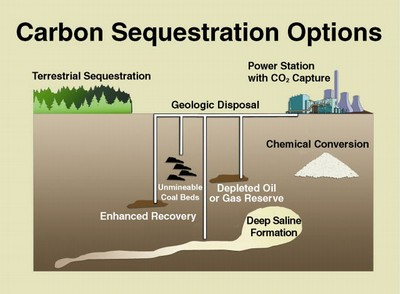 Carbon Sequestration Options
Terrestrial Sequestration
Power Station
with CO₂ Capture
Geologic Disposal
Chemical Conversion
Unmineable
Coal Beds
Depleted Oil
or Gas Reserve
Enhanced Recovery
Deep Saline
Formation